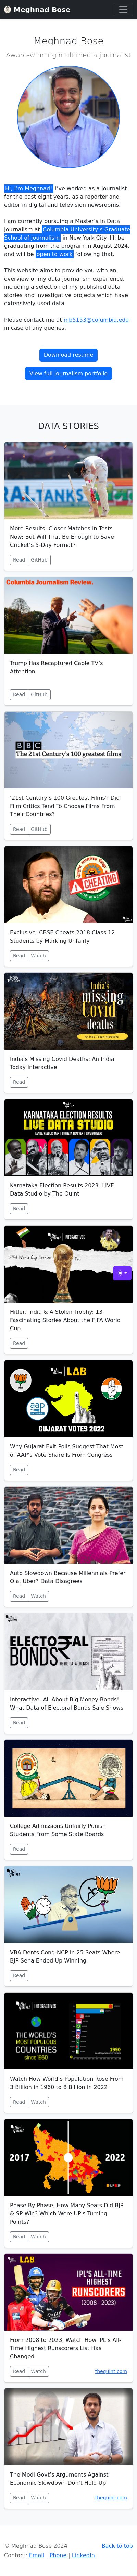 Meghnad Bose
Meghnad Bose
Award-winning multimedia journalist
Hi, I'm Meghnad! I've worked as a journalist
for the past eight years, as a reporter and
editor in digital and television newsrooms.
I am currently pursuing a Master's in Data
Journalism at Columbia University's Graduate
School of Journalism in New York City. I'll be
graduating from the program in August 2024,
and will be open to work following that.
This website aims to provide you with an
overview of my data journalism experience,
including a selection of my published data
stories and interactive projects which have
extensively used data.
Please contact me at mb5153@columbia.edu
in case of any queries.
Download resume
View full journalism portfolio
DATA STORIES
More Results, Closer Matches in Tests
Now: But Will That Be Enough to Save
Cricket's 5-Day Format?
Read GitHub
Columbia Journalism Review.
Trump Has Recaptured Cable TV's
Attention
Read GitHub
BBC
The 21st Century's 100 greatest films
'21st Century's 100 Greatest Films': Did
Film Critics Tend To Choose Films From
Their Countries?
Read GitHub
CHEATING
Exclusive: CBSE Cheats 2018 Class 12
Students by Marking Unfairly
Read Watch
India's
missing
Covid
deaths
India's Missing Covid Deaths: An India
Today Interactive
Read
KARNATAKA ELECTION RESULTS
LIVE DATA STUDIO
Karnataka Election Results 2023: LIVE
Data Studio by The Quint
Read
INTERACTIVES
FIFA World Cup Stories
Hitler, India & A Stolen Trophy: 13
Fascinating Stories About the FIFA World
Cup
Read
LAB
GUJARAT VOTES 2022
Why Gujarat Exit Polls Suggest That Most
of AAP's Vote Share Is From Congress
Read
Auto Slowdown Because Millennials Prefer
Ola, Uber? Data Disagrees
Read Watch
ELECTORAL
BONDS
Interactive: All About Big Money Bonds!
What Data of Electoral Bonds Sale Shows
Read
College Admissions Unfairly Punish
Students From Some State Boards
Read
VBA Dents Cong-NCP in 25 Seats Where
BJP-Sena Ended Up Winning
Read
INTERACTIVES
THE WORLD'S
MOST
POPULOUS
COUNTRIES
SINCE 1960
1990
Watch How World's Population Rose From
3 Billion in 1960 to 8 Billion in 2022
Read Watch
2017
2022
Phase By Phase, How Many Seats Did BJP
& SP Win? Which Were UP's Turning
Points?
Read Watch
LAB
IPL'S ALL-TIME
HIGHEST
RUNSCORERS
(2008 - 2023)
From 2008 to 2023, Watch How IPL's All-
Time Highest Runscorers List Has
Changed
Read Watch thequint.com
The Modi Govt's Arguments Against
Economic Slowdown Don't Hold Up
Read Watch thequint.com
© Meghnad Bose 2024 Back to top
Contact: Email | Phone | LinkedIn